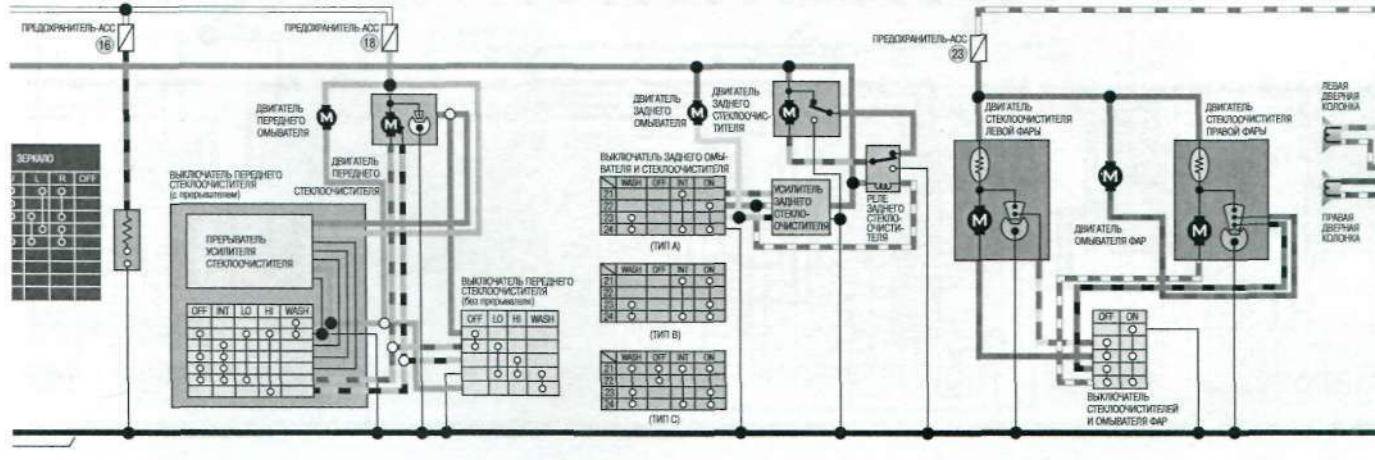 ПРЕДОХРАНИТЕЛЬ-АСС
16
ПРЕДОХРАНИТЕЛЬ-АСС
18
ПРЕДОХРАНИТЕЛЬ-АСС
23
ЗЕРКАЛО
L R OFF
ДВИГАТЕЛЬ
ПЕРЕДНЕГО
ОМЫВАТЕЛЯ
M
M
ДВИГАТЕЛЬ
ПЕРЕДНЕГО
СТЕКЛООЧИСТИТЕЛЯ
ВЫКЛЮЧАТЕЛЬ ПЕРЕДНЕГО
СТЕКЛООЧИСТИТЕЛЯ
(с прерывателем)
ПРЕРЫВАТЕЛЬ
УСИЛИТЕЛЯ
СТЕКЛООЧИСТИТЕЛЯ
OFF INT LO HI WASH
ВЫКЛЮЧАТЕЛЬ ПЕРЕДНЕГО
СТЕКЛООЧИСТИТЕЛЯ
(без прерывателя)
OFF LO HI WASH
ДВИГАТЕЛЬ
ЗАДНЕГО
ОМЫВАТЕЛЯ
M
ДВИГАТЕЛЬ
ЗАДНЕГО
СТЕКЛООЧИС-
ТИТЕЛЯ
M
ВЫКЛЮЧАТЕЛЬ ЗАДНЕГО ОМЫ-
ВАТЕЛЯ И СТЕКЛООЧИСТИТЕЛЯ
WASH OFF INT ON
21
22
23
24
(ТИП А)
WASH OFF INT ON
21
22
23
24
(ТИП В)
WASH OFF INT ON
21
22
23
24
(ТИП С)
УСИЛИТЕЛЬ
ЗАДНЕГО
СТЕКЛО-
ОЧИСТИТЕЛЯ
РЕЛЕ
ЗАДНЕГО
СТЕКЛО-
ОЧИСТИ-
ТЕЛЯ
ДВИГАТЕЛЬ
СТЕКЛООЧИСТИТЕЛЯ
ЛЕВОЙ ФАРЫ
M
M
ДВИГАТЕЛЬ
ОМЫВАТЕЛЯ ФАР
ДВИГАТЕЛЬ
СТЕКЛООЧИСТИТЕЛЯ
ПРАВОЙ ФАРЫ
M
OFF ON
ВЫКЛЮЧАТЕЛЬ
СТЕКЛООЧИСТИТЕЛЕЙ
И ОМЫВАТЕЛЯ ФАР
ЛЕВАЯ
ДВЕРНАЯ
КОЛОНКА
ПРАВАЯ
ДВЕРНАЯ
КОЛОНКА